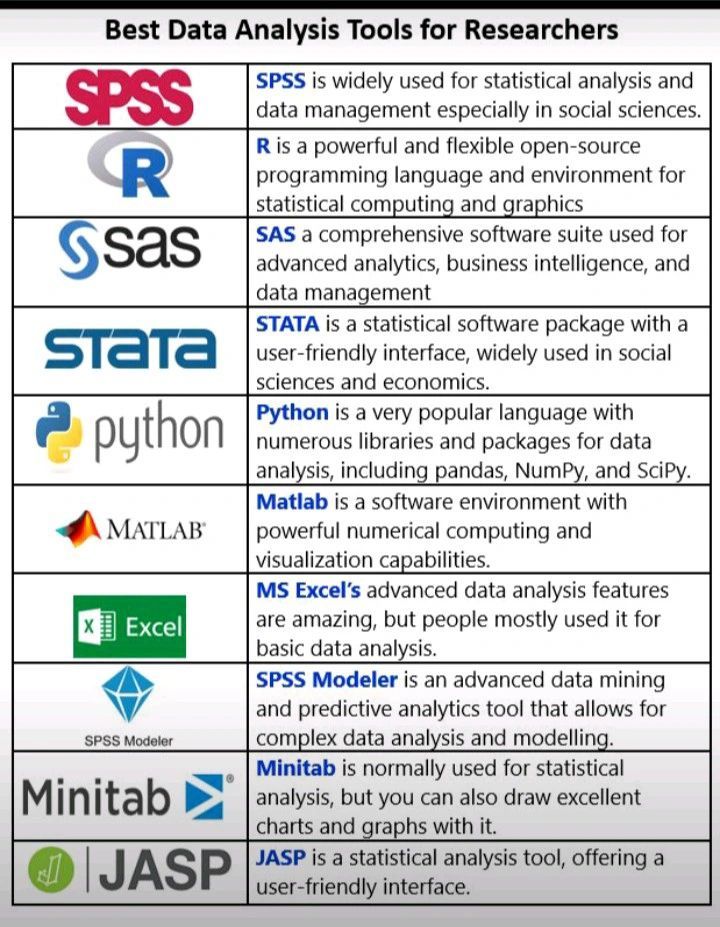 Best Data Analysis Tools for Researchers
SPSS
SPSS is widely used for statistical analysis and
data management especially in social sciences.
R
R is a powerful and flexible open-source
programming language and environment for
statistical computing and graphics
sas
SAS a comprehensive software suite used for
advanced analytics, business intelligence, and
data management
STATA
STATA is a statistical software package with a
user-friendly interface, widely used in social
sciences and economics.
python
Python is a very popular language with
numerous libraries and packages for data
analysis, including pandas, NumPy, and SciPy.
MATLAB®
Matlab is a software environment with
powerful numerical computing and
visualization capabilities.
X Excel
MS Excel’s advanced data analysis features
are amazing, but people mostly used it for
basic data analysis.
SPSS Modeler
SPSS Modeler is an advanced data mining
and predictive analytics tool that allows for
complex data analysis and modelling.
Minitab ®
Minitab is normally used for statistical
analysis, but you can also draw excellent
charts and graphs with it.
JASP
JASP is a statistical analysis tool, offering a
user-friendly interface.